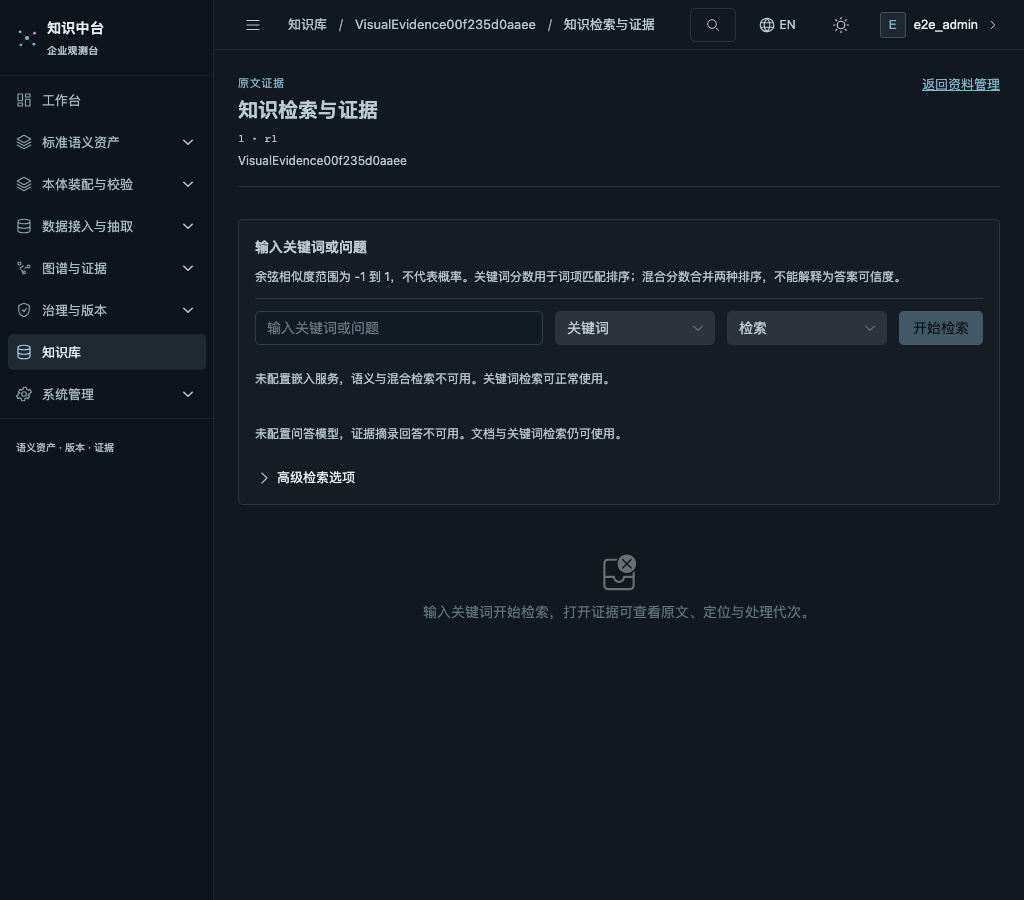 知识中台
企业观测台
工作台
标准语义资产
本体装配与校验
数据接入与抽取
图谱与证据
治理与版本
知识库
系统管理
语义资产 · 版本 · 证据
知识库 / VisualEvidence00f235d0aaee / 知识检索与证据
EN
E e2e_admin
原文证据
返回资料管理
知识检索与证据
1 · r1
VisualEvidence00f235d0aaee
输入关键词或问题
余弦相似度范围为 -1 到 1，不代表概率。关键词分数用于词项匹配排序；混合分数合并两种排序，不能解释为答案可信度。
输入关键词或问题 关键词 检索 开始检索
未配置嵌入服务，语义与混合检索不可用。关键词检索可正常使用。
未配置问答模型，证据摘录回答不可用。文档与关键词检索仍可使用。
高级检索选项
输入关键词开始检索，打开证据可查看原文、定位与处理代次。